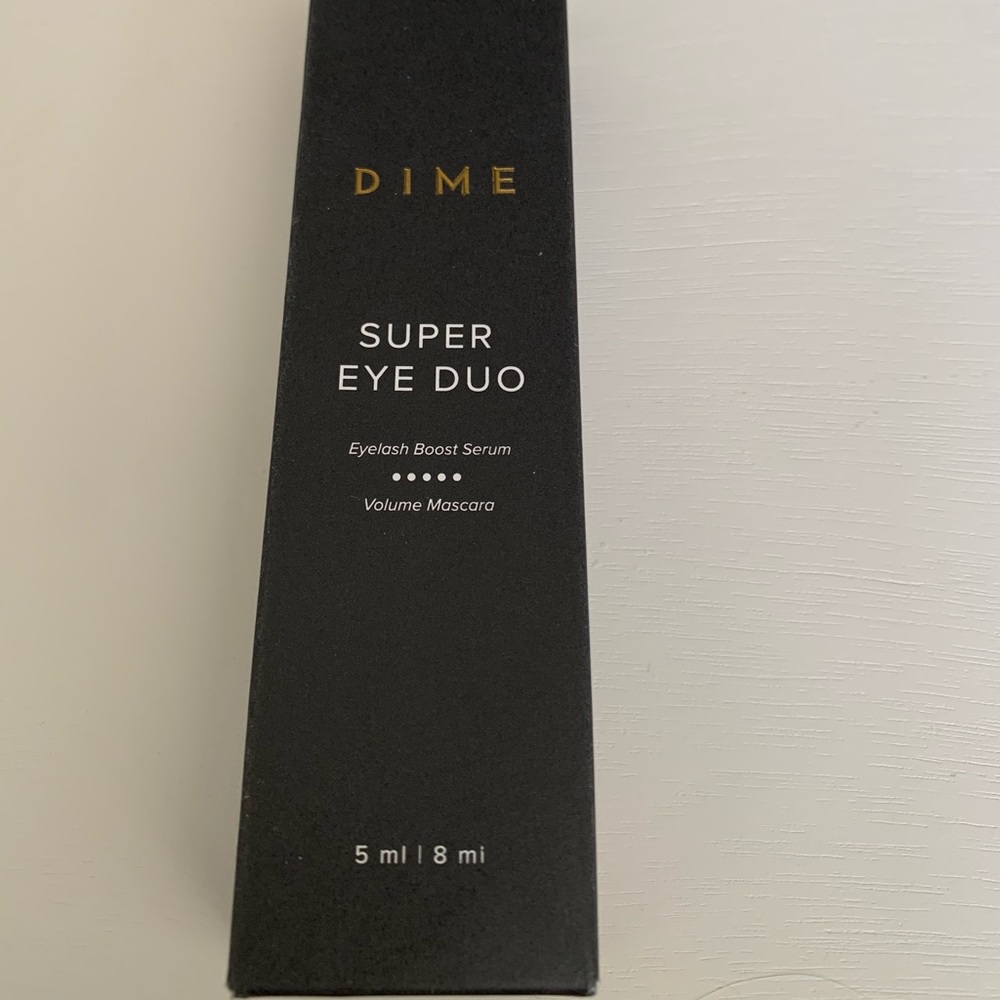 DIME
SUPER
EYE DUO
Eyelash Boost Serum
•••••
Volume Mascara
5 ml | 8 mi